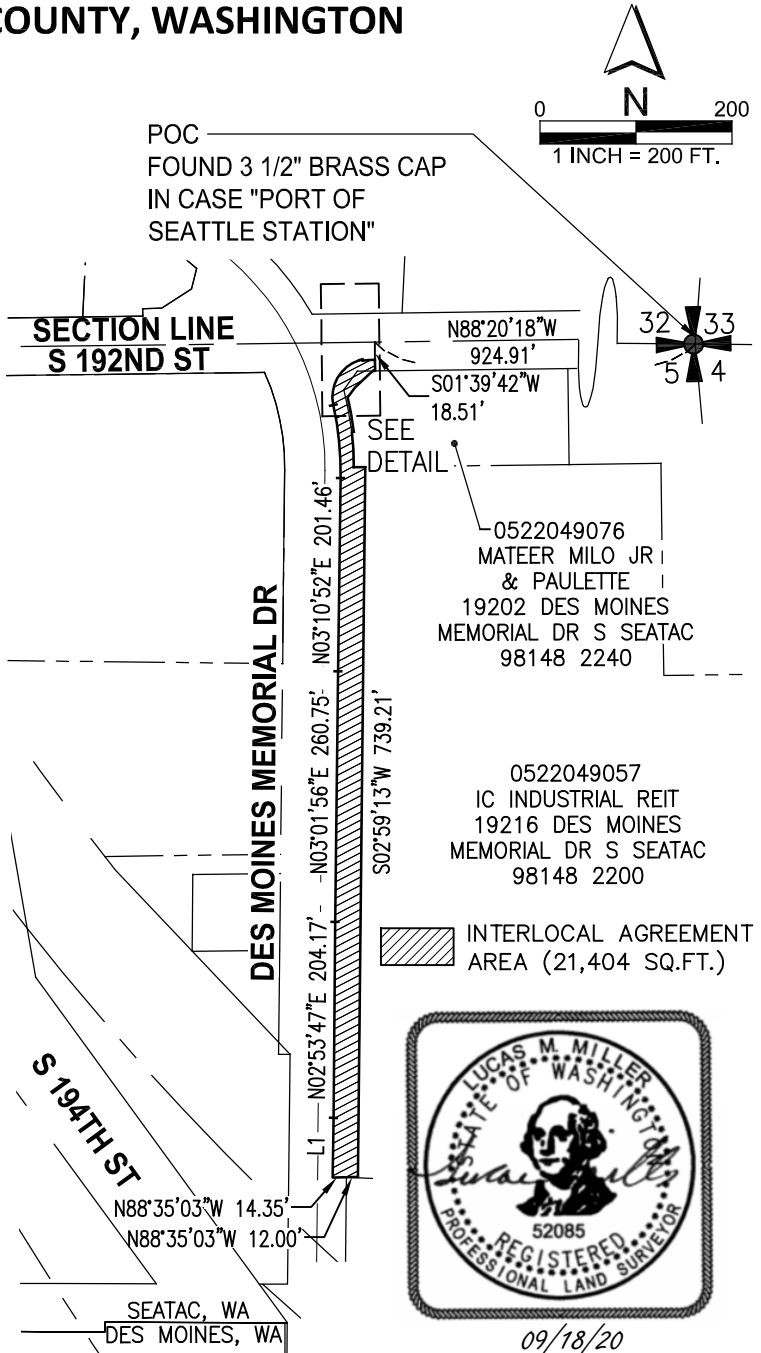 COUNTY, WASHINGTON
N
0 200
1 INCH = 200 FT.
POC
FOUND 3 1/2" BRASS CAP
IN CASE "PORT OF
SEATTLE STATION"
SECTION LINE
S 192ND ST
N88°20'18"W
924.91'
S01°39'42"W
18.51'
32 33
5 4
SEE
DETAIL
0522049076
MATEER MILO JR
& PAULETTE
19202 DES MOINES
MEMORIAL DR S SEATAC
98148 2240
DES MOINES MEMORIAL DR
N03°10'52"E 201.46'
N03°01'56"E 260.75'
N02°53'47"E 204.17'
L1
S02°59'13"W 739.21'
0522049057
IC INDUSTRIAL REIT
19216 DES MOINES
MEMORIAL DR S SEATAC
98148 2200
INTERLOCAL AGREEMENT
AREA (21,404 SQ.FT.)
S 194TH ST
N88°35'03"W 14.35'
N88°35'03"W 12.00'
SEATAC, WA
DES MOINES, WA
LUCAS M. MILLER
STATE OF WASHINGTON
52085
REGISTERED
PROFESSIONAL LAND SURVEYOR
09/18/20